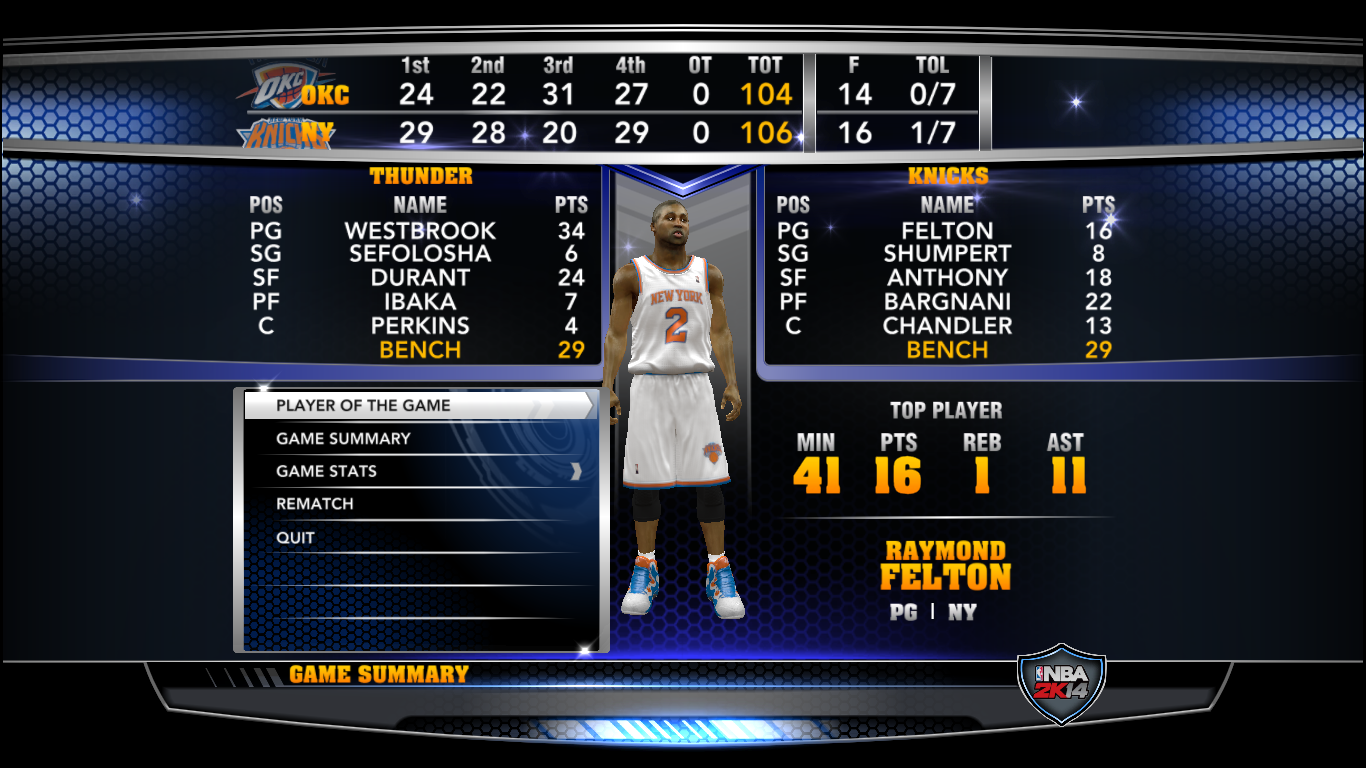 1st 2nd 3rd 4th OT TOT F TOL
OKC OKC 24 22 31 27 0 104 14 0/7
NEW YORK
KNICKS NY 29 28 20 29 0 106 16 1/7
THUNDER
POS NAME PTS
PG WESTBROOK 34
SG SEFOLOSHA 6
SF DURANT 24
PF IBAKA 7
C PERKINS 4
BENCH 29
KNICKS
POS NAME PTS
PG FELTON 16
SG SHUMPERT 8
SF ANTHONY 18
PF BARGNANI 22
C CHANDLER 13
BENCH 29
NEW YORK
2
PLAYER OF THE GAME
GAME SUMMARY
GAME STATS
REMATCH
QUIT
TOP PLAYER
MIN PTS REB AST
41 16 1 11
RAYMOND
FELTON
PG | NY
GAME SUMMARY
NBA
2K14